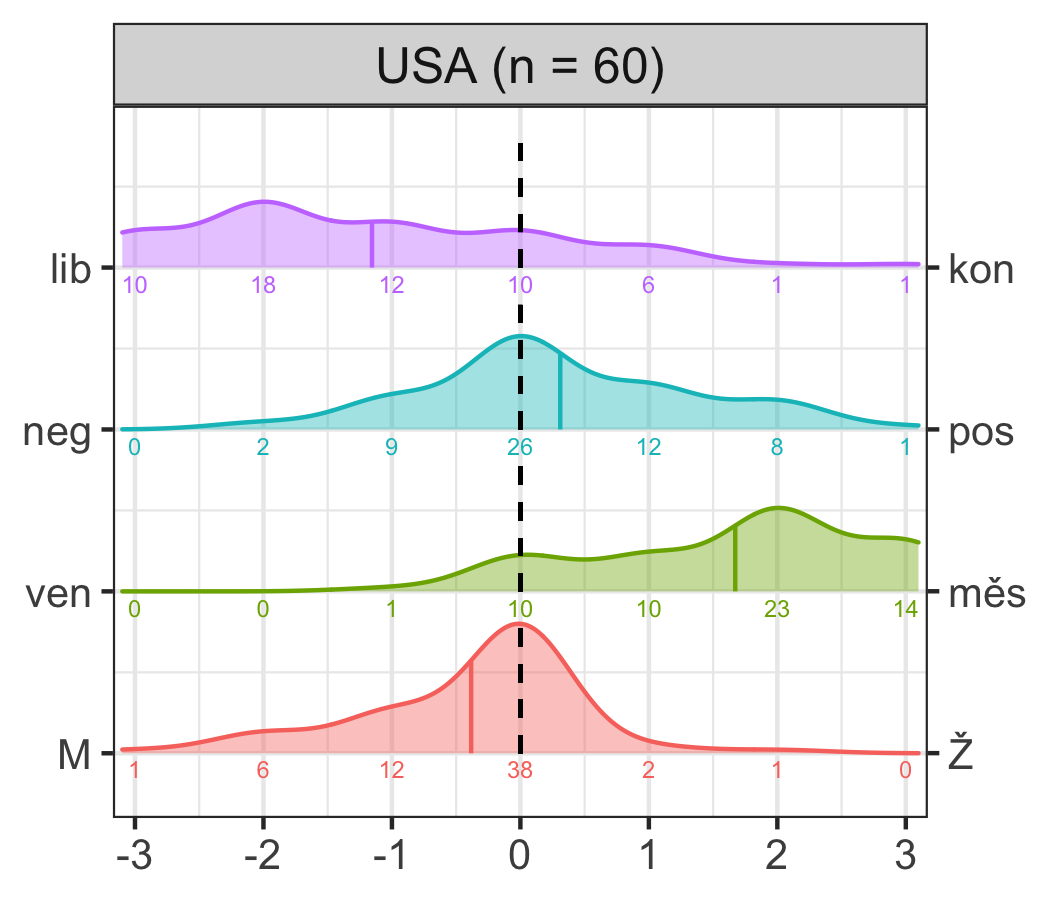 USA (n = 60)
lib kon
10 18 12 10 6 1 1
neg pos
0 2 9 26 12 8 1
ven měs
0 0 1 10 10 23 14
M Ž
1 6 12 38 2 1 0
-3 -2 -1 0 1 2 3